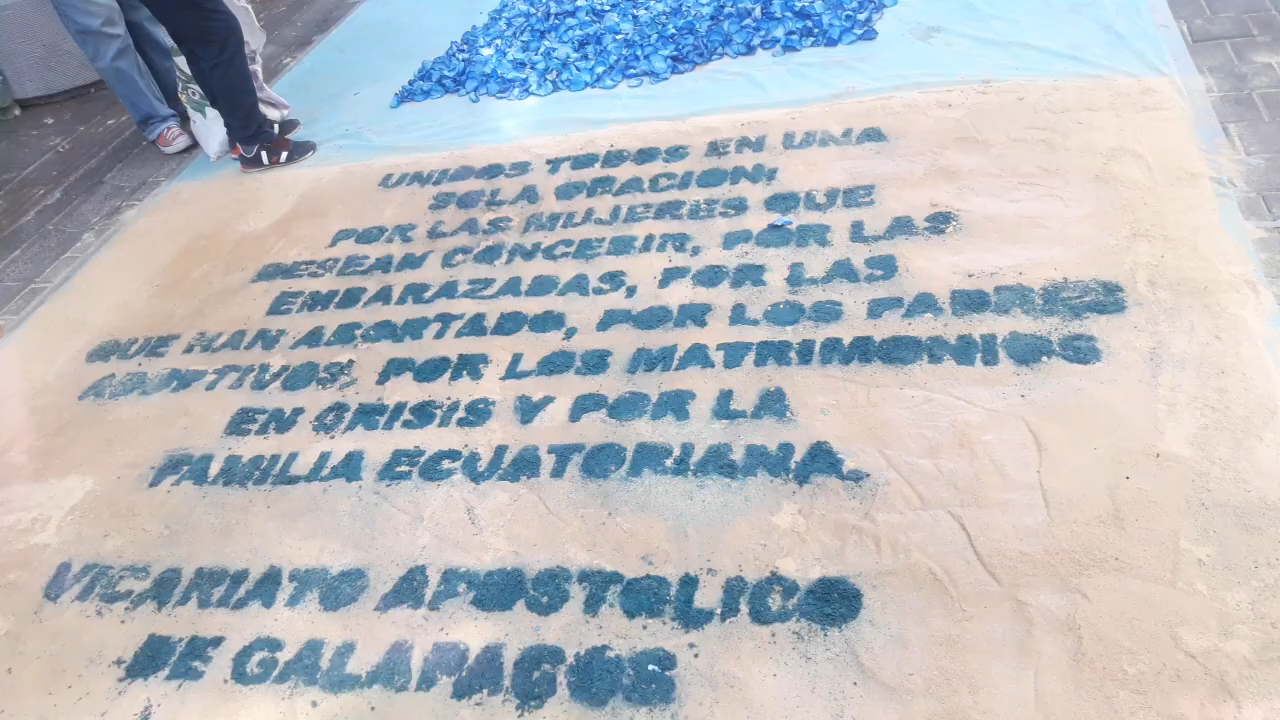 UNIDOS TODOS EN UNA
SOLA ORACION:
POR LAS MUJERES QUE
DESEAN CONCEBIR, POR LAS
EMBARAZADAS, POR LAS
QUE HAN ABORTADO, POR LOS PADRES
ADOPTIVOS, POR LOS MATRIMONIOS
EN CRISIS Y POR LA
FAMILIA ECUATORIANA.
VICARIATO APOSTOLICO
DE GALAPAGOS